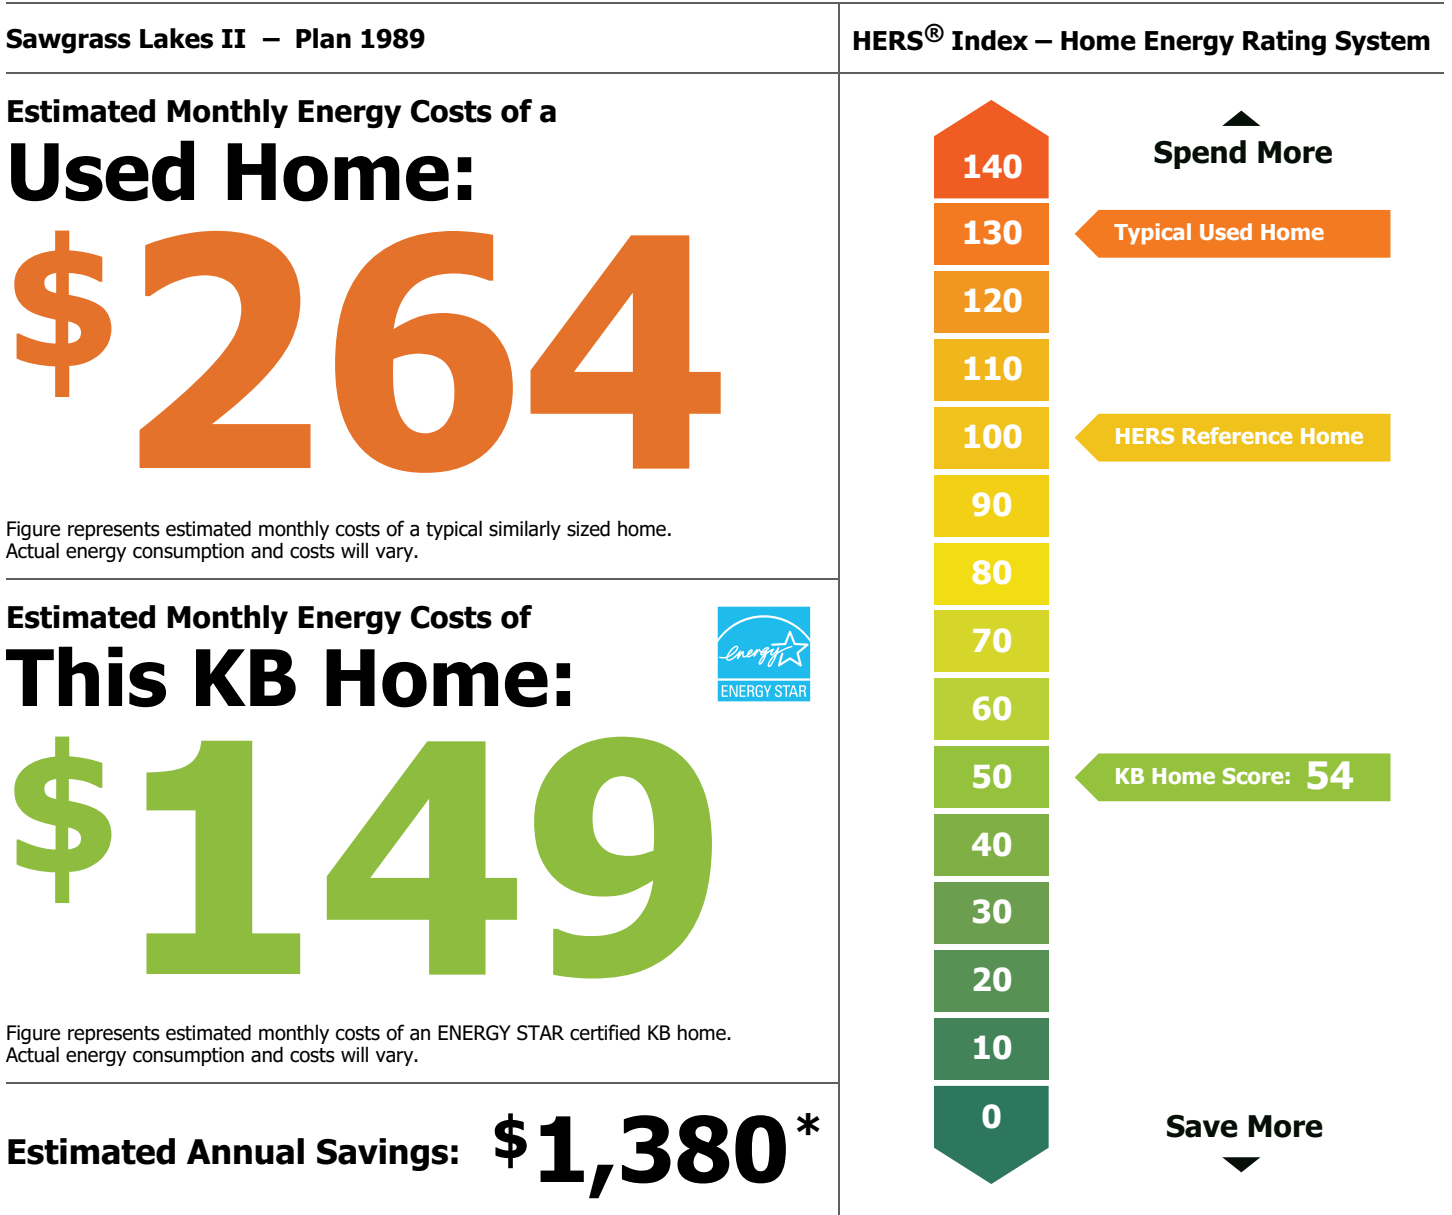 Sawgrass Lakes II – Plan 1989
Estimated Monthly Energy Costs of a
Used Home:
$264
Figure represents estimated monthly costs of a typical similarly sized home.
Actual energy consumption and costs will vary.
Estimated Monthly Energy Costs of
This KB Home:
energy
ENERGY STAR
$149
Figure represents estimated monthly costs of an ENERGY STAR certified KB home.
Actual energy consumption and costs will vary.
Estimated Annual Savings: $1,380*
HERS® Index – Home Energy Rating System
Spend More
140
130 Typical Used Home
120
110
100 HERS Reference Home
90
80
70
60
50 KB Home Score: 54
40
30
20
10
0
Save More